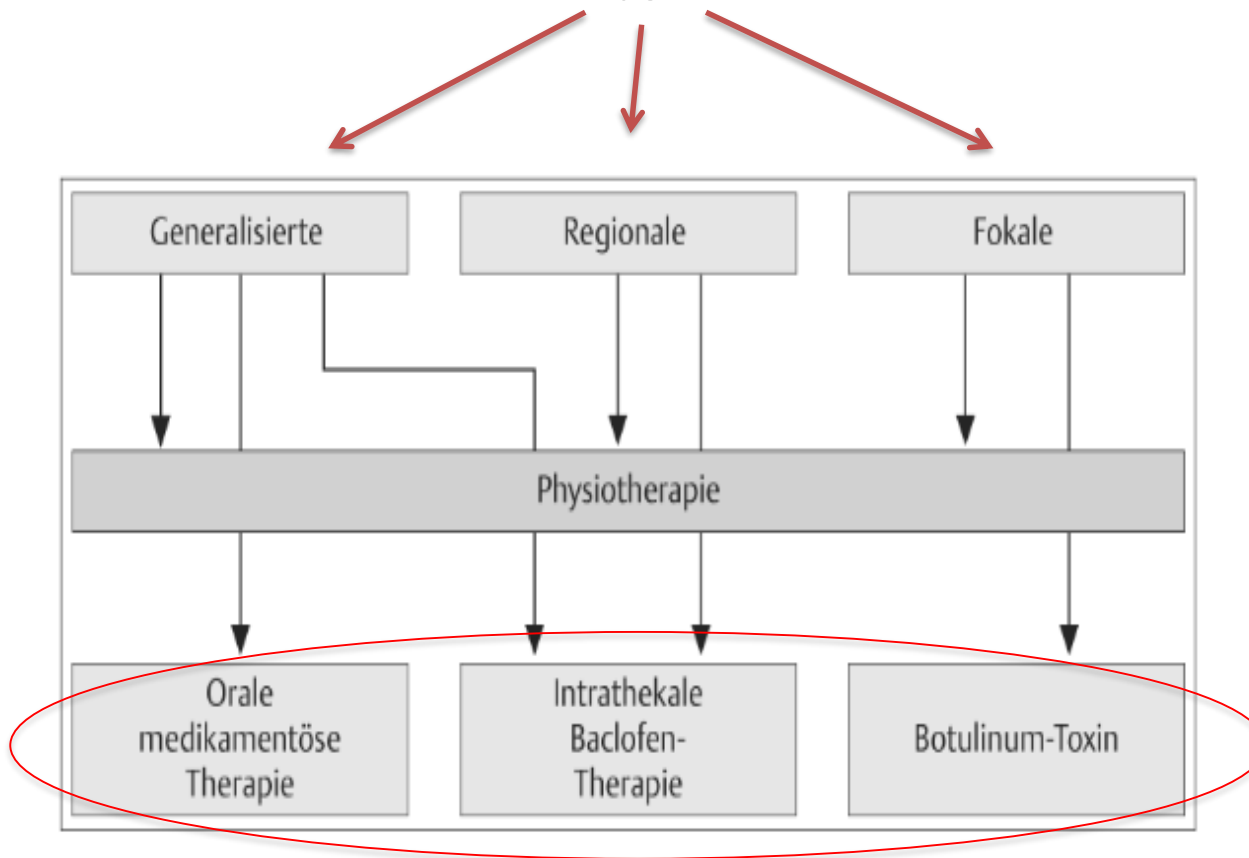 Generalisierte
Regionale
Fokale
Physiotherapie
Orale
medikamentöse
Therapie
Intrathekale
Baclofen-
Therapie
Botulinum-Toxin